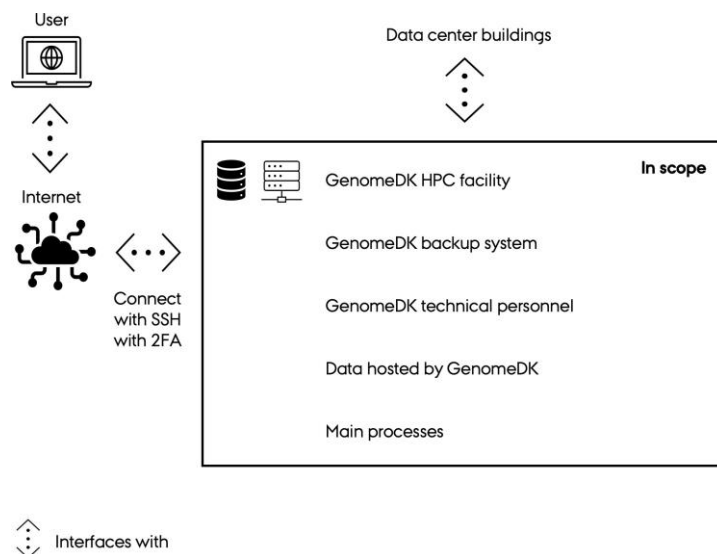 User
Data center buildings
In scope
GenomeDK HPC facility
Internet
GenomeDK backup system
Connect
with SSH
with 2FA
GenomeDK technical personnel
Data hosted by GenomeDK
Main processes
Interfaces with